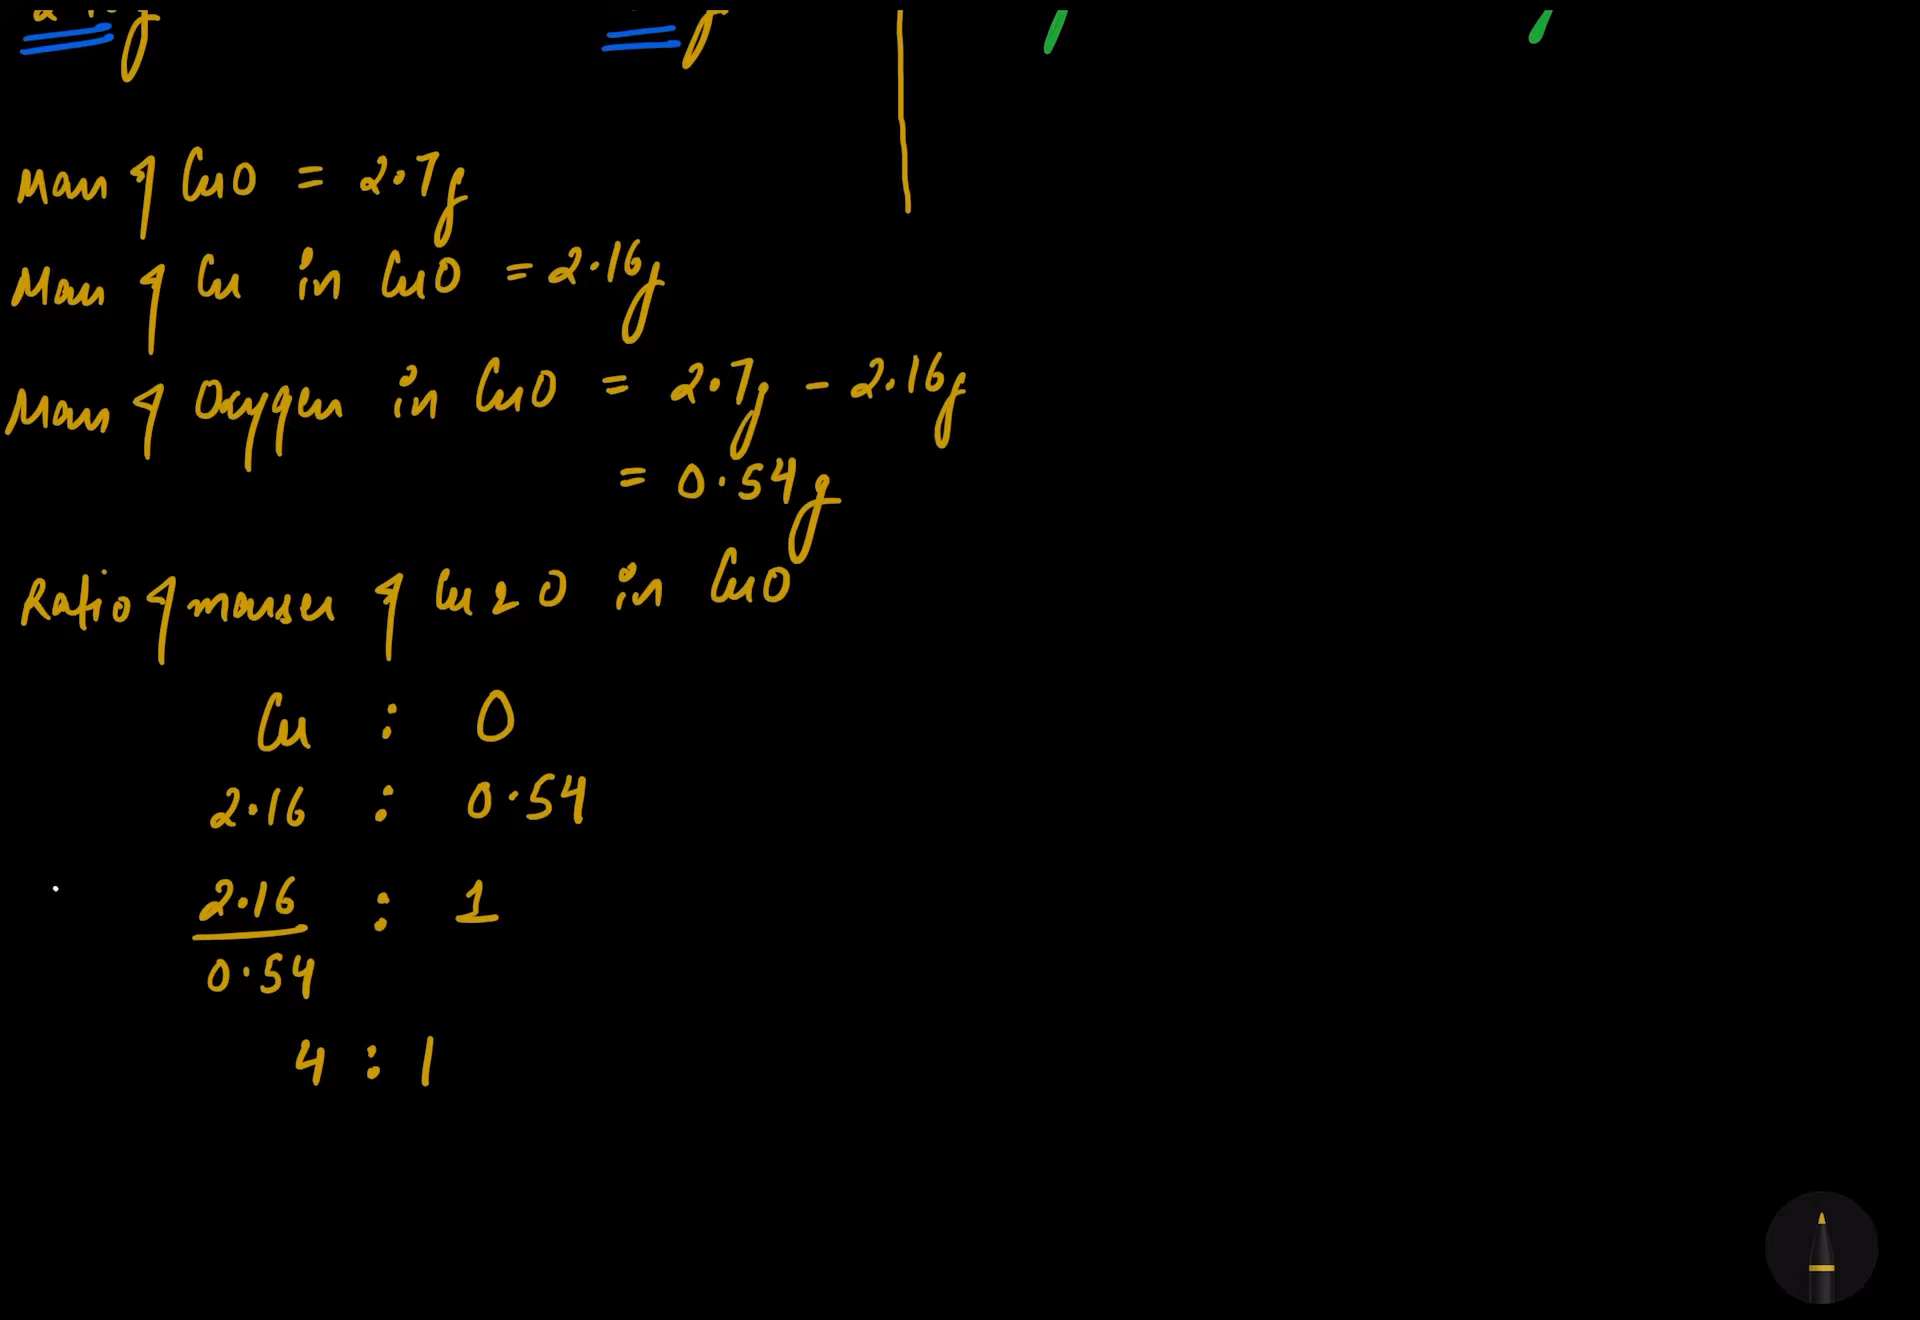 Mass of CuO = 2.7g
Mass of Cu in CuO = 2.16g
Mass of Oxygen in CuO = 2.7g - 2.16g
= 0.54g
Ratio of masses of Cu & O in CuO
Cu : O
2.16 : 0.54
2.16 : 1
0.54
4 : 1